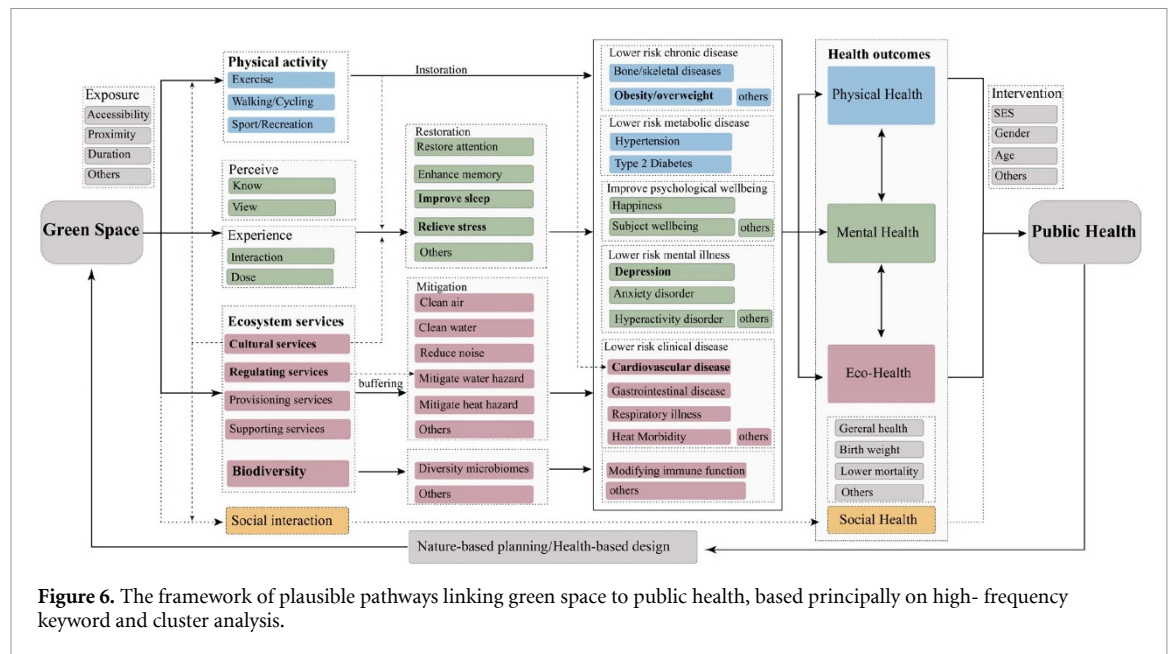 Exposure
Accessibility
Proximity
Duration
Others
Green Space
Physical activity
Exercise
Walking/Cycling
Sport/Recreation
Perceive
Know
View
Experience
Interaction
Dose
Ecosystem services
Cultural services
Regulating services
Provisioning services
Supporting services
Biodiversity
Social interaction
Instoration
buffering
Restoration
Restore attention
Enhance memory
Improve sleep
Relieve stress
Others
Mitigation
Clean air
Clean water
Reduce noise
Mitigate water hazard
Mitigate heat hazard
Others
Diversity microbiomes
Others
Lower risk chronic disease
Bone/skeletal diseases
Obesity/overweight others
Lower risk metabolic disease
Hypertension
Type 2 Diabetes
Improve psychological wellbeing
Happiness
Subject wellbeing others
Lower risk mental illness
Depression
Anxiety disorder
Hyperactivity disorder others
Lower risk clinical disease
Cardiovascular disease
Gastrointestinal disease
Respiratory illness
Heat Morbidity others
Modifying immune function
others
Health outcomes
Physical Health
Mental Health
Eco-Health
Gereral health
Birth weight
Lower mortality
Others
Social Health
Intervention
SES
Gender
Age
Others
Public Health
Nature-based planning/Health-based design
Figure 6. The framework of plausible pathways linking green space to public health, based principally on high- frequency
keyword and cluster analysis.